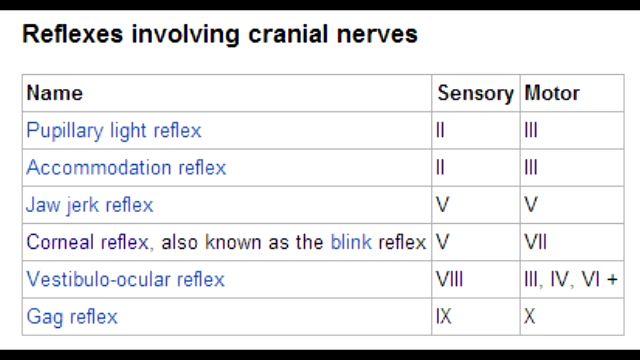 Reflexes involving cranial nerves
Name Sensory Motor
Pupillary light reflex II III
Accommodation reflex II III
Jaw jerk reflex V V
Corneal reflex, also known as the blink reflex V VII
Vestibulo-ocular reflex VIII III, IV, VI +
Gag reflex IX X